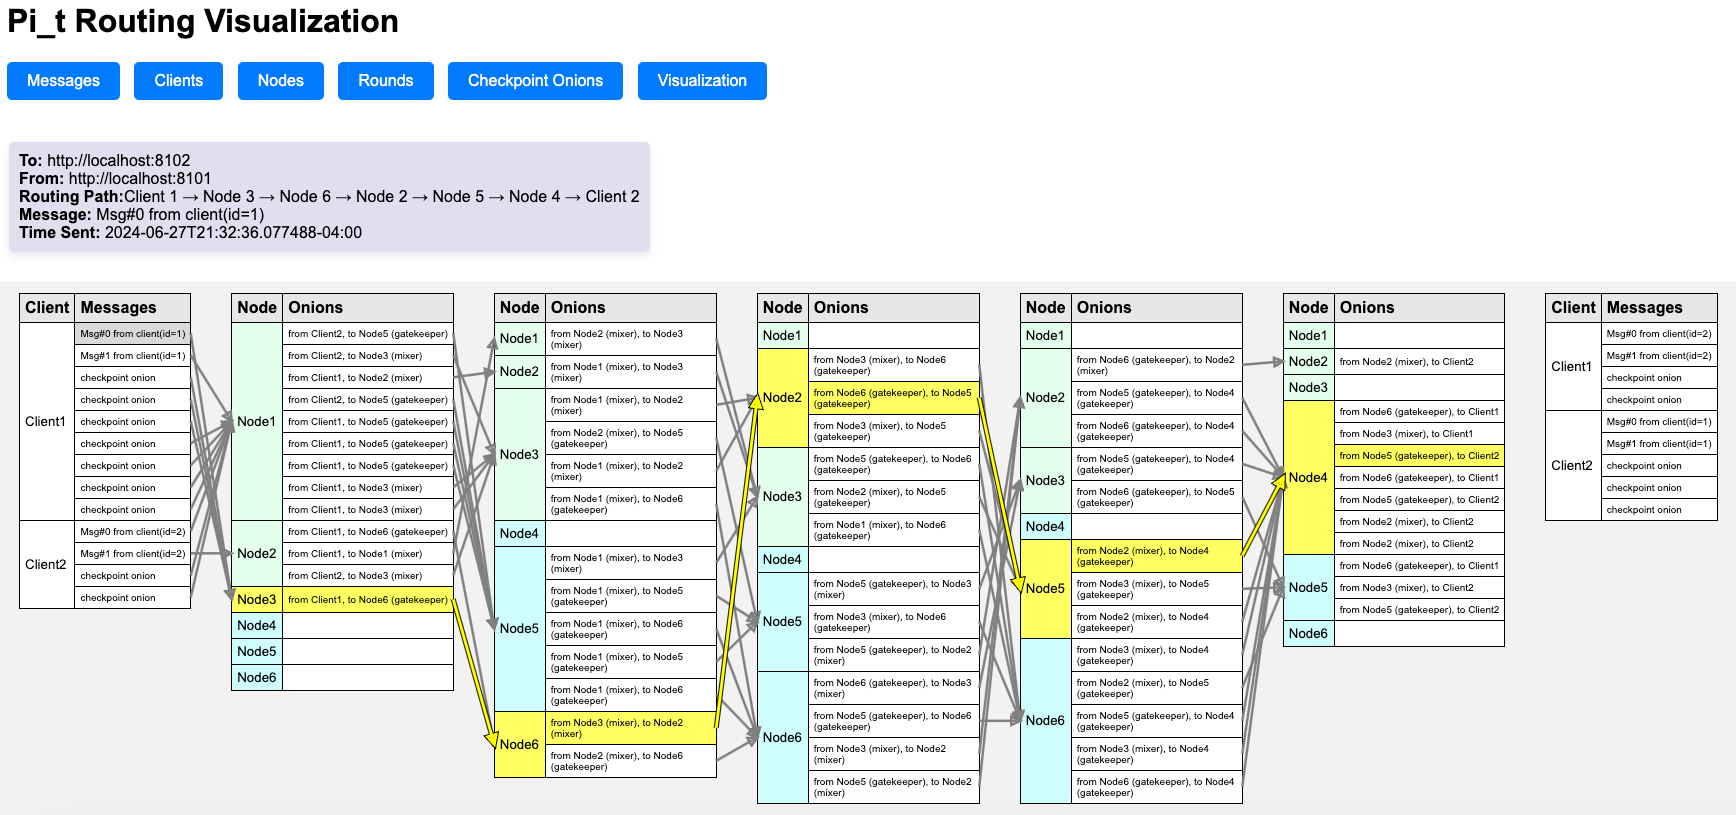 Pi_t Routing Visualization
Messages Clients Nodes Rounds Checkpoint Onions Visualization
To: http://localhost:8102
From: http://localhost:8101
Routing Path:Client 1 → Node 3 → Node 6 → Node 2 → Node 5 → Node 4 → Client 2
Message: Msg#0 from client(id=1)
Time Sent: 2024-06-27T21:32:36.077488-04:00
Client Messages
Client1
Msg#0 from client(id=1)
Msg#1 from client(id=1)
checkpoint onion
checkpoint onion
checkpoint onion
checkpoint onion
checkpoint onion
checkpoint onion
checkpoint onion
Client2
Msg#0 from client(id=2)
Msg#1 from client(id=2)
checkpoint onion
checkpoint onion
Node Onions
Node1
from Client2, to Node5 (gatekeeper)
from Client2, to Node3 (mixer)
from Client1, to Node2 (mixer)
from Client2, to Node5 (gatekeeper)
from Client1, to Node5 (gatekeeper)
from Client1, to Node5 (gatekeeper)
from Client1, to Node5 (gatekeeper)
from Client1, to Node3 (mixer)
from Client1, to Node3 (mixer)
Node2
from Client1, to Node6 (gatekeeper)
from Client1, to Node1 (mixer)
from Client2, to Node3 (mixer)
Node3
from Client1, to Node6 (gatekeeper)
Node4
Node5
Node6
Node Onions
Node1
from Node2 (mixer), to Node3
(mixer)
Node2
from Node1 (mixer), to Node3
(mixer)
Node3
from Node1 (mixer), to Node2
(mixer)
from Node2 (mixer), to Node5
(gatekeeper)
from Node1 (mixer), to Node2
(mixer)
from Node1 (mixer), to Node6
(gatekeeper)
Node4
Node5
from Node1 (mixer), to Node3
(mixer)
from Node1 (mixer), to Node5
(gatekeeper)
from Node1 (mixer), to Node6
(gatekeeper)
from Node1 (mixer), to Node5
(gatekeeper)
from Node1 (mixer), to Node6
(gatekeeper)
Node6
from Node3 (mixer), to Node2
(mixer)
from Node2 (mixer), to Node6
(gatekeeper)
Node Onions
Node1
Node2
from Node3 (mixer), to Node6
(gatekeeper)
from Node6 (gatekeeper), to Node5
(gatekeeper)
from Node3 (mixer), to Node5
(gatekeeper)
Node3
from Node5 (gatekeeper), to Node6
(gatekeeper)
from Node2 (mixer), to Node5
(gatekeeper)
from Node1 (mixer), to Node6
(gatekeeper)
Node4
Node5
from Node5 (gatekeeper), to Node3
(mixer)
from Node3 (mixer), to Node6
(gatekeeper)
from Node5 (gatekeeper), to Node2
(mixer)
Node6
from Node6 (gatekeeper), to Node3
(mixer)
from Node5 (gatekeeper), to Node6
(gatekeeper)
from Node3 (mixer), to Node2
(mixer)
from Node5 (gatekeeper), to Node2
(mixer)
Node Onions
Node1
Node2
from Node6 (gatekeeper), to Node2
(mixer)
from Node5 (gatekeeper), to Node4
(gatekeeper)
from Node6 (gatekeeper), to Node4
(gatekeeper)
Node3
from Node5 (gatekeeper), to Node4
(gatekeeper)
from Node6 (gatekeeper), to Node5
(gatekeeper)
Node4
Node5
from Node2 (mixer), to Node4
(gatekeeper)
from Node3 (mixer), to Node5
(gatekeeper)
from Node2 (mixer), to Node4
(gatekeeper)
Node6
from Node3 (mixer), to Node4
(gatekeeper)
from Node2 (mixer), to Node5
(gatekeeper)
from Node5 (gatekeeper), to Node4
(gatekeeper)
from Node3 (mixer), to Node4
(gatekeeper)
from Node6 (gatekeeper), to Node4
(gatekeeper)
Node Onions
Node1
Node2
from Node2 (mixer), to Client2
Node3
Node4
from Node6 (gatekeeper), to Client1
from Node3 (mixer), to Client1
from Node5 (gatekeeper), to Client2
from Node6 (gatekeeper), to Client1
from Node5 (gatekeeper), to Client2
from Node2 (mixer), to Client2
from Node2 (mixer), to Client2
Node5
from Node6 (gatekeeper), to Client1
from Node3 (mixer), to Client2
from Node5 (gatekeeper), to Client2
Node6
Client Messages
Client1
Msg#0 from client(id=2)
Msg#1 from client(id=2)
checkpoint onion
checkpoint onion
Client2
Msg#0 from client(id=1)
Msg#1 from client(id=1)
checkpoint onion
checkpoint onion
checkpoint onion